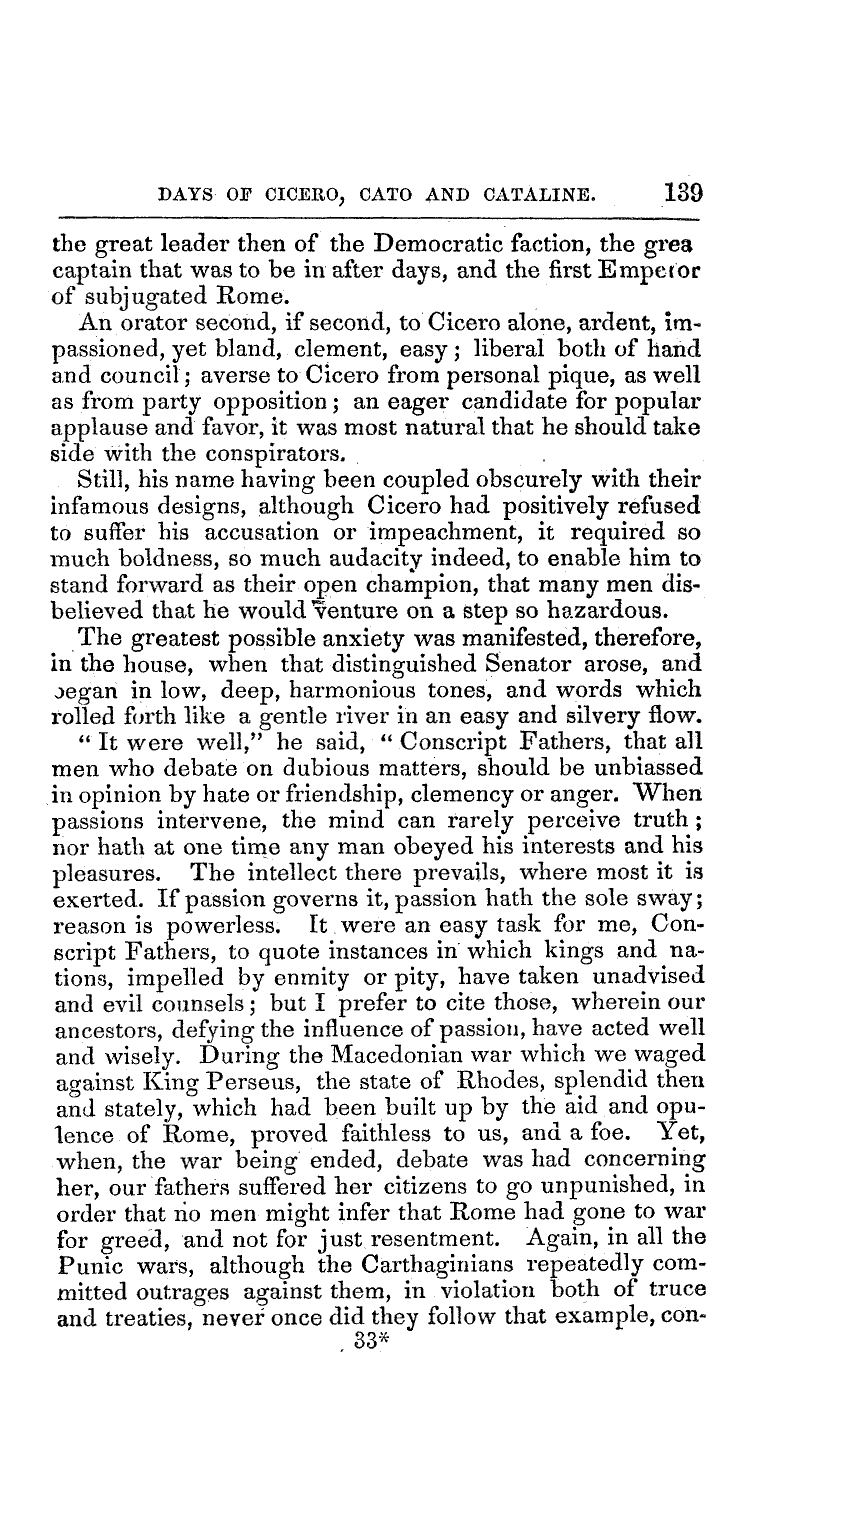 DAYS OF CICERO, CATO AND CATALINE. 139
the great leader then of the Democratic faction, the grea
captain that was to be in after days, and the first Emperor
of subjugated Rome.
An orator second, if second, to Cicero alone, ardent, im-
passioned, yet bland, clement, easy; liberal both of hand
and council; averse to Cicero from personal pique, as well
as from party opposition; an eager candidate for popular
applause and favor, it was most natural that he should take
side with the conspirators.
Still, his name having been coupled obscurely with their
infamous designs, although Cicero had positively refused
to suffer his accusation or impeachment, it required so
much boldness, so much audacity indeed, to enable him to
stand forward as their open champion, that many men dis-
believed that he would venture on a step so hazardous.
The greatest possible anxiety was manifested, therefore,
in the house, when that distinguished Senator arose, and
began in low, deep, harmonious tones, and words which
rolled forth like a gentle river in an easy and silvery flow.
"It were well," he said, "Conscript Fathers, that all
men who debate on dubious matters, should be unbiassed
in opinion by hate or friendship, clemency or anger. When
passions intervene, the mind can rarely perceive truth;
nor hath at one time any man obeyed his interests and his
pleasures. The intellect there prevails, where most it is
exerted. If passion governs it, passion hath the sole sway;
reason is powerless. It were an easy task for me, Con-
script Fathers, to quote instances in which kings and na-
tions, impelled by enmity or pity, have taken unadvised
and evil counsels; but I prefer to cite those, wherein our
ancestors, defying the influence of passion, have acted well
and wisely. During the Macedonian war which we waged
against King Perseus, the state of Rhodes, splendid then
and stately, which had been built up by the aid and opu-
lence of Rome, proved faithless to us, and a foe. Yet,
when, the war being ended, debate was had concerning
her, our fathers suffered her citizens to go unpunished, in
order that no men might infer that Rome had gone to war
for greed, and not for just resentment. Again, in all the
Punic wars, although the Carthaginians repeatedly com-
mitted outrages against them, in violation both of truce
and treaties, never once did they follow that example, con-
33*